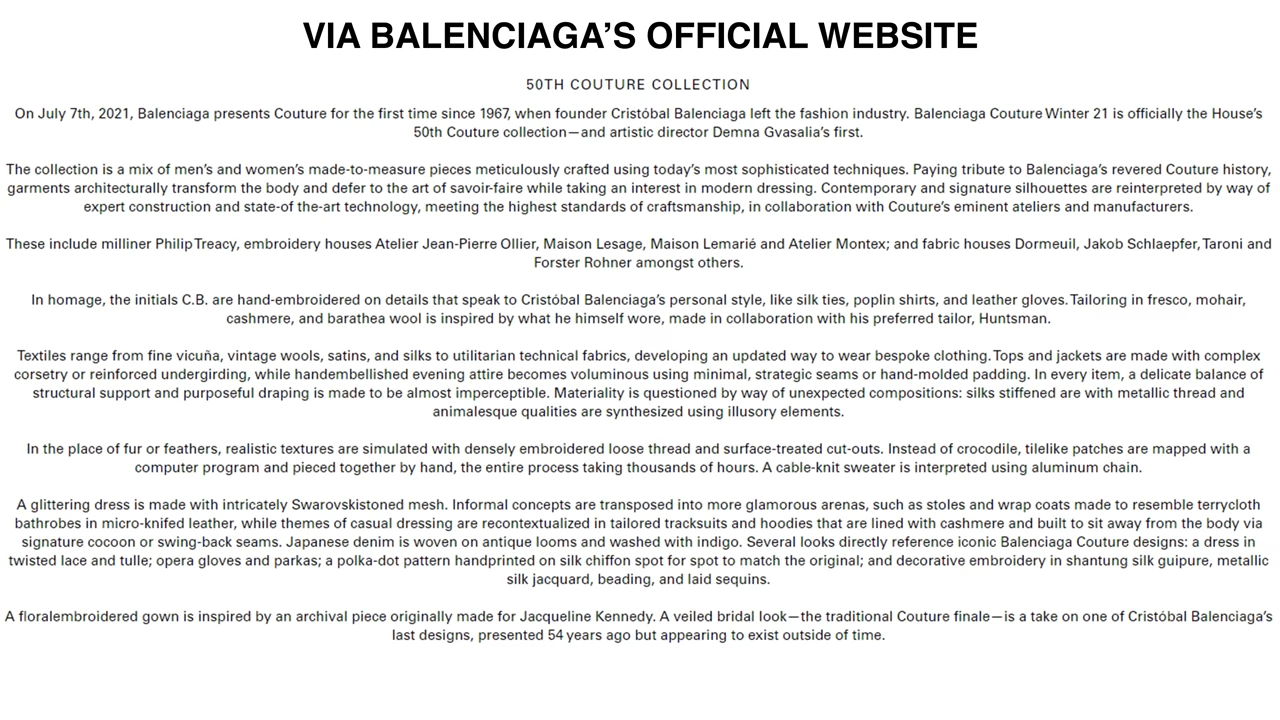 VIA BALENCIAGA’S OFFICIAL WEBSITE
50TH COUTURE COLLECTION
On July 7th, 2021, Balenciaga presents Couture for the first time since 1967, when founder Cristóbal Balenciaga left the fashion industry. Balenciaga Couture Winter 21 is officially the House’s
50th Couture collection—and artistic director Demna Gvasalia’s first.
The collection is a mix of men’s and women’s made-to-measure pieces meticulously crafted using today’s most sophisticated techniques. Paying tribute to Balenciaga’s revered Couture history,
garments architecturally transform the body and defer to the art of savoir-faire while taking an interest in modern dressing. Contemporary and signature silhouettes are reinterpreted by way of
expert construction and state-of the-art technology, meeting the highest standards of craftsmanship, in collaboration with Couture’s eminent ateliers and manufacturers.
These include milliner Philip Treacy, embroidery houses Atelier Jean-Pierre Ollier, Maison Lesage, Maison Lemarié and Atelier Montex; and fabric houses Dormeuil, Jakob Schlaepfer, Taroni and
Forster Rohner amongst others.
In homage, the initials C.B. are hand-embroidered on details that speak to Cristóbal Balenciaga’s personal style, like silk ties, poplin shirts, and leather gloves. Tailoring in fresco, mohair,
cashmere, and barathea wool is inspired by what he himself wore, made in collaboration with his preferred tailor, Huntsman.
Textiles range from fine vicuña, vintage wools, satins, and silks to utilitarian technical fabrics, developing an updated way to wear bespoke clothing. Tops and jackets are made with complex
corsetry or reinforced undergirding, while handembellished evening attire becomes voluminous using minimal, strategic seams or hand-molded padding. In every item, a delicate balance of
structural support and purposeful draping is made to be almost imperceptible. Materiality is questioned by way of unexpected compositions: silks stiffened are with metallic thread and
animalesque qualities are synthesized using illusory elements.
In the place of fur or feathers, realistic textures are simulated with densely embroidered loose thread and surface-treated cut-outs. Instead of crocodile, tilelike patches are mapped with a
computer program and pieced together by hand, the entire process taking thousands of hours. A cable-knit sweater is interpreted using aluminum chain.
A glittering dress is made with intricately Swarovskistoned mesh. Informal concepts are transposed into more glamorous arenas, such as stoles and wrap coats made to resemble terrycloth
bathrobes in micro-knifed leather, while themes of casual dressing are recontextualized in tailored tracksuits and hoodies that are lined with cashmere and built to sit away from the body via
signature cocoon or swing-back seams. Japanese denim is woven on antique looms and washed with indigo. Several looks directly reference iconic Balenciaga Couture designs: a dress in
twisted lace and tulle; opera gloves and parkas; a polka-dot pattern handprinted on silk chiffon spot for spot to match the original; and decorative embroidery in shantung silk guipure, metallic
silk jacquard, beading, and laid sequins.
A floralembroidered gown is inspired by an archival piece originally made for Jacqueline Kennedy. A veiled bridal look—the traditional Couture finale—is a take on one of Cristóbal Balenciaga’s
last designs, presented 54 years ago but appearing to exist outside of time.